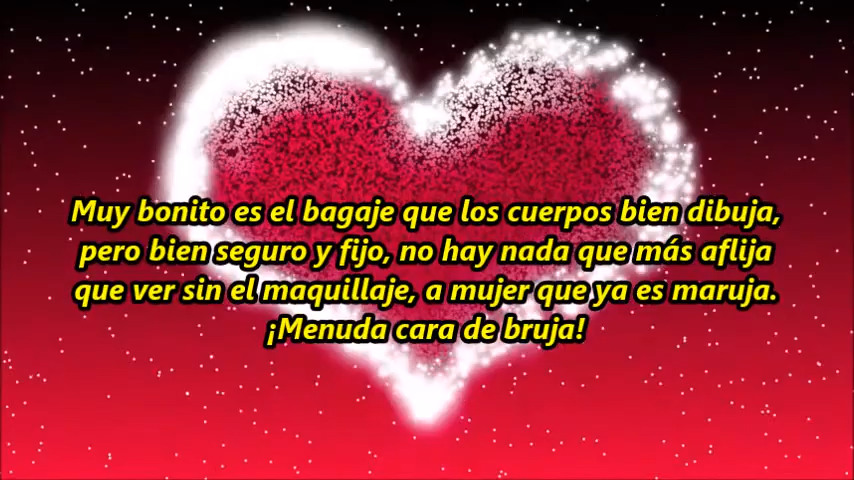 Muy bonito es el bagaje que los cuerpos bien dibuja,
pero bien seguro y fijo, no hay nada que más aflija
que ver sin el maquillaje, a mujer que ya es maruja.
¡Menuda cara de bruja!